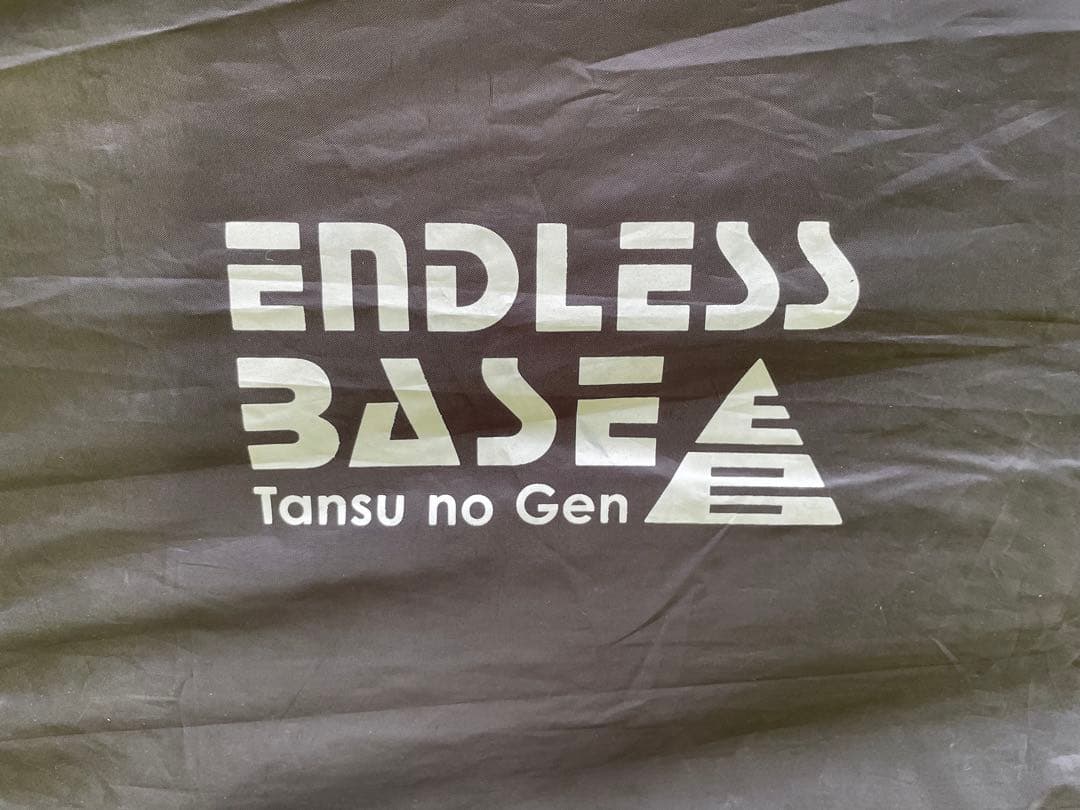 ENDLESS
BASE
Tansu no Gen
E
B